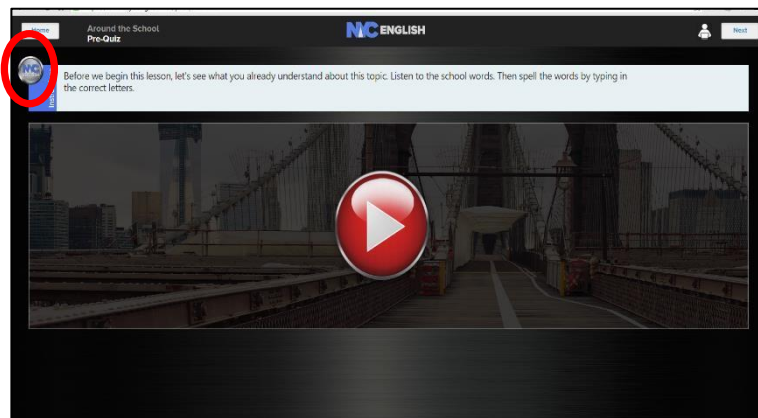 Home
Around the School
Pre-Quiz
NYC ENGLISH
Next
NYC
Before we begin this lesson, let's see what you already understand about this topic. Listen to the school words. Then spell the words by typing in
the correct letters.